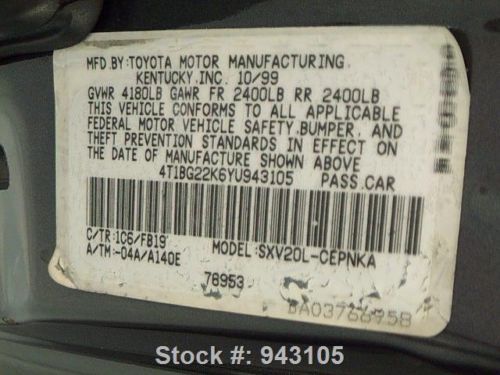 MFD. BY: TOYOTA MOTOR MANUFACTURING
KENTUCKY, INC. 10/99
GVWR 4180LB GAWR FR 2400LB RR 2400LB
THIS VEHICLE CONFORMS TO ALL APPLICABLE
FEDERAL MOTOR VEHICLE SAFETY, BUMPER, AND
THEFT PREVENTION STANDARDS IN EFFECT ON
THE DATE OF MANUFACTURE SHOWN ABOVE
4T1BG22K6YU943105 PASS. CAR
C/TR: 1C6/FB19 MODEL: SXV20L-CEPNKA
A/TM: -04A/A140E
76953
Stock #: 943105